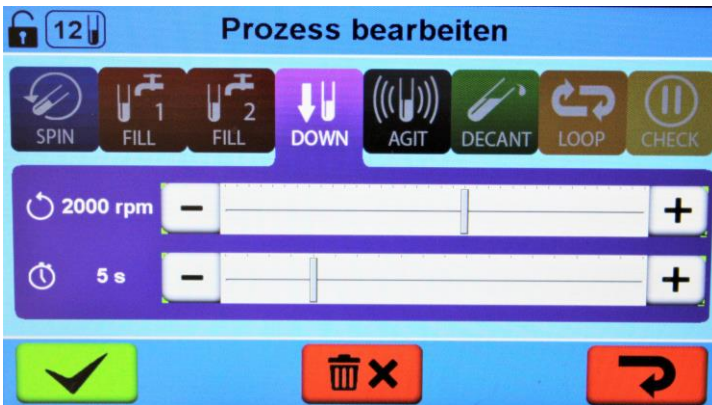 12 Prozess bearbeiten
SPIN
1 FILL
2 FILL
DOWN
AGIT
DECANT
LOOP
CHECK
2000 rpm - +
5 s - +